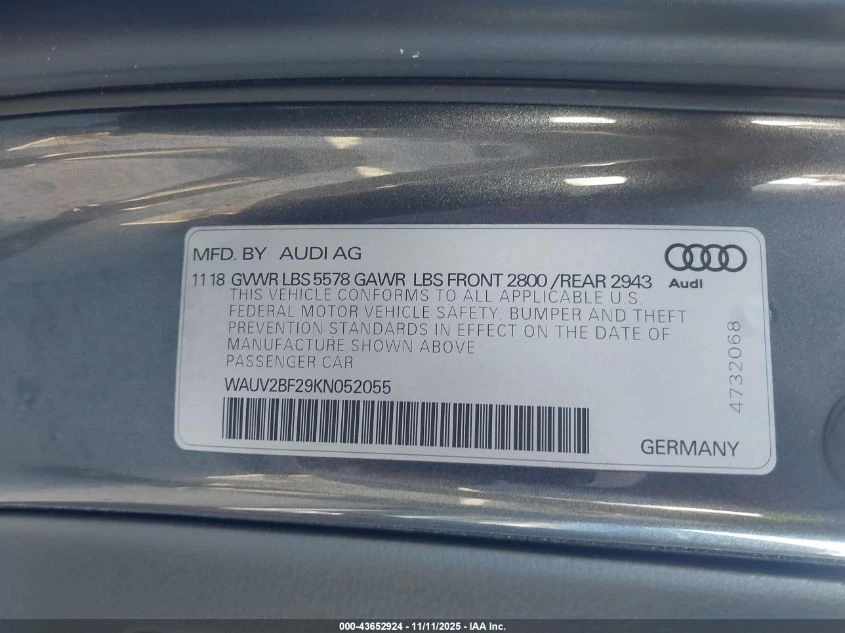 MFD. BY AUDI AG
Audi
11 18 GVWR LBS 5578 GAWR LBS FRONT 2800 /REAR 2943
THIS VEHICLE CONFORMS TO ALL APPLICABLE U.S.
FEDERAL MOTOR VEHICLE SAFETY, BUMPER AND THEFT
PREVENTION STANDARDS IN EFFECT ON THE DATE OF
MANUFACTURE SHOWN ABOVE
PASSENGER CAR
WAUV2BF29KN052055
4732068
GERMANY
000-43652924 - 11/11/2025 - IAA Inc.